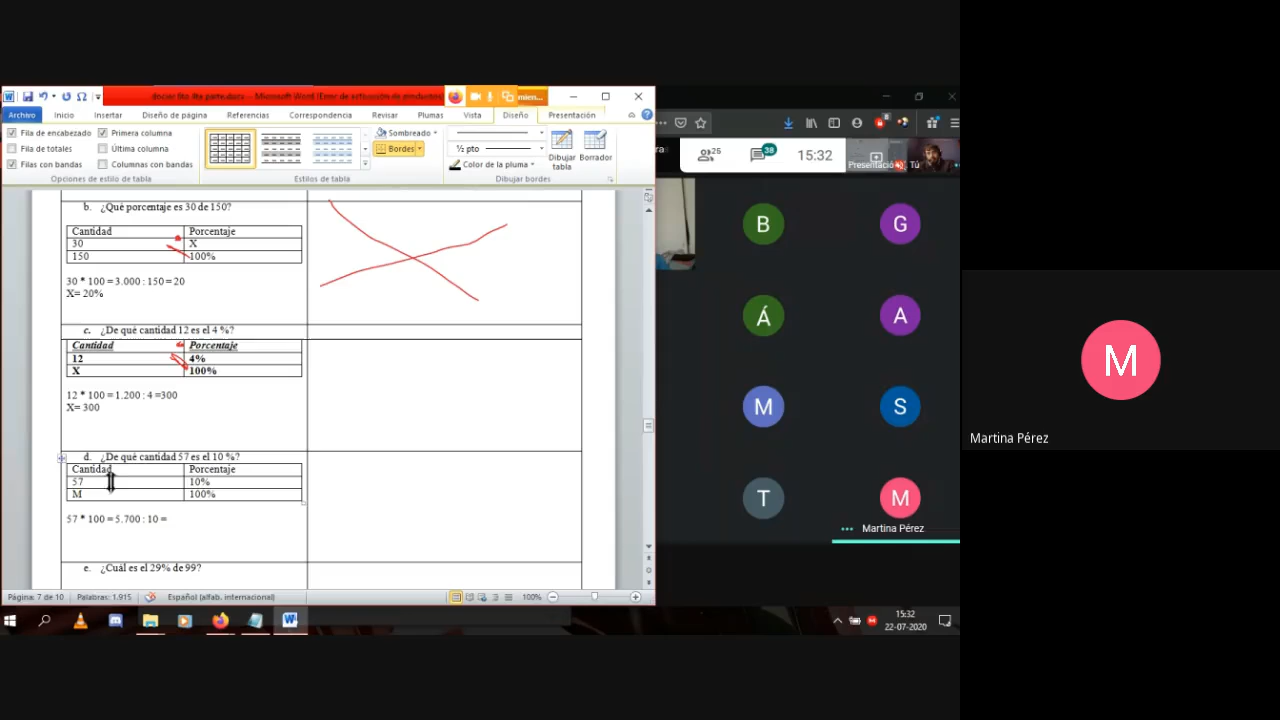 Archivo Inicio Insertar Diseño de página Referencias Correspondencia Revisar Plumas Vista Diseño Presentación
Fila de encabezado Primera columna
Fila de totales Última columna
Filas con bandas Columnas con bandas
Opciones de estilo de tabla
Estilos de tabla
Sombreado
Bordes
½ pto
Color de la pluma
Dibujar tabla
Borrador
Dibujar bordes
b. ¿Qué porcentaje es 30 de 150?
Cantidad Porcentaje
30 X
150 100%
30 * 100 = 3.000 : 150 = 20
X= 20%
c. ¿De qué cantidad 12 es el 4 %?
Cantidad Porcentaje
12 4%
X 100%
12 * 100 = 1.200 : 4 =300
X= 300
d. ¿De qué cantidad 57 es el 10 %?
Cantidad Porcentaje
57 10%
M 100%
57 * 100 = 5.700 : 10 =
e. ¿Cuál es el 29% de 99?
Página: 7 de 10 Palabras: 1.915 Español (alfab. internacional) 100%
25 38 15:32
Presentació Tú
B G
Á A
M S
T M
Martina Pérez
15:32
22-07-2020
M
Martina Pérez